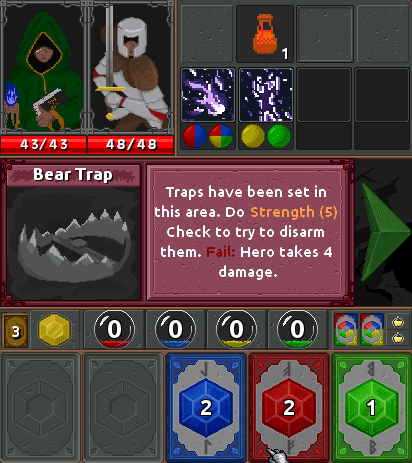 1
43/43
48/48
Bear Trap
Traps have been set in
this area. Do Strength (5)
Check to try to disarm
them. Fail: Hero takes 4
damage.
3
0
0
0
0
2
2
1